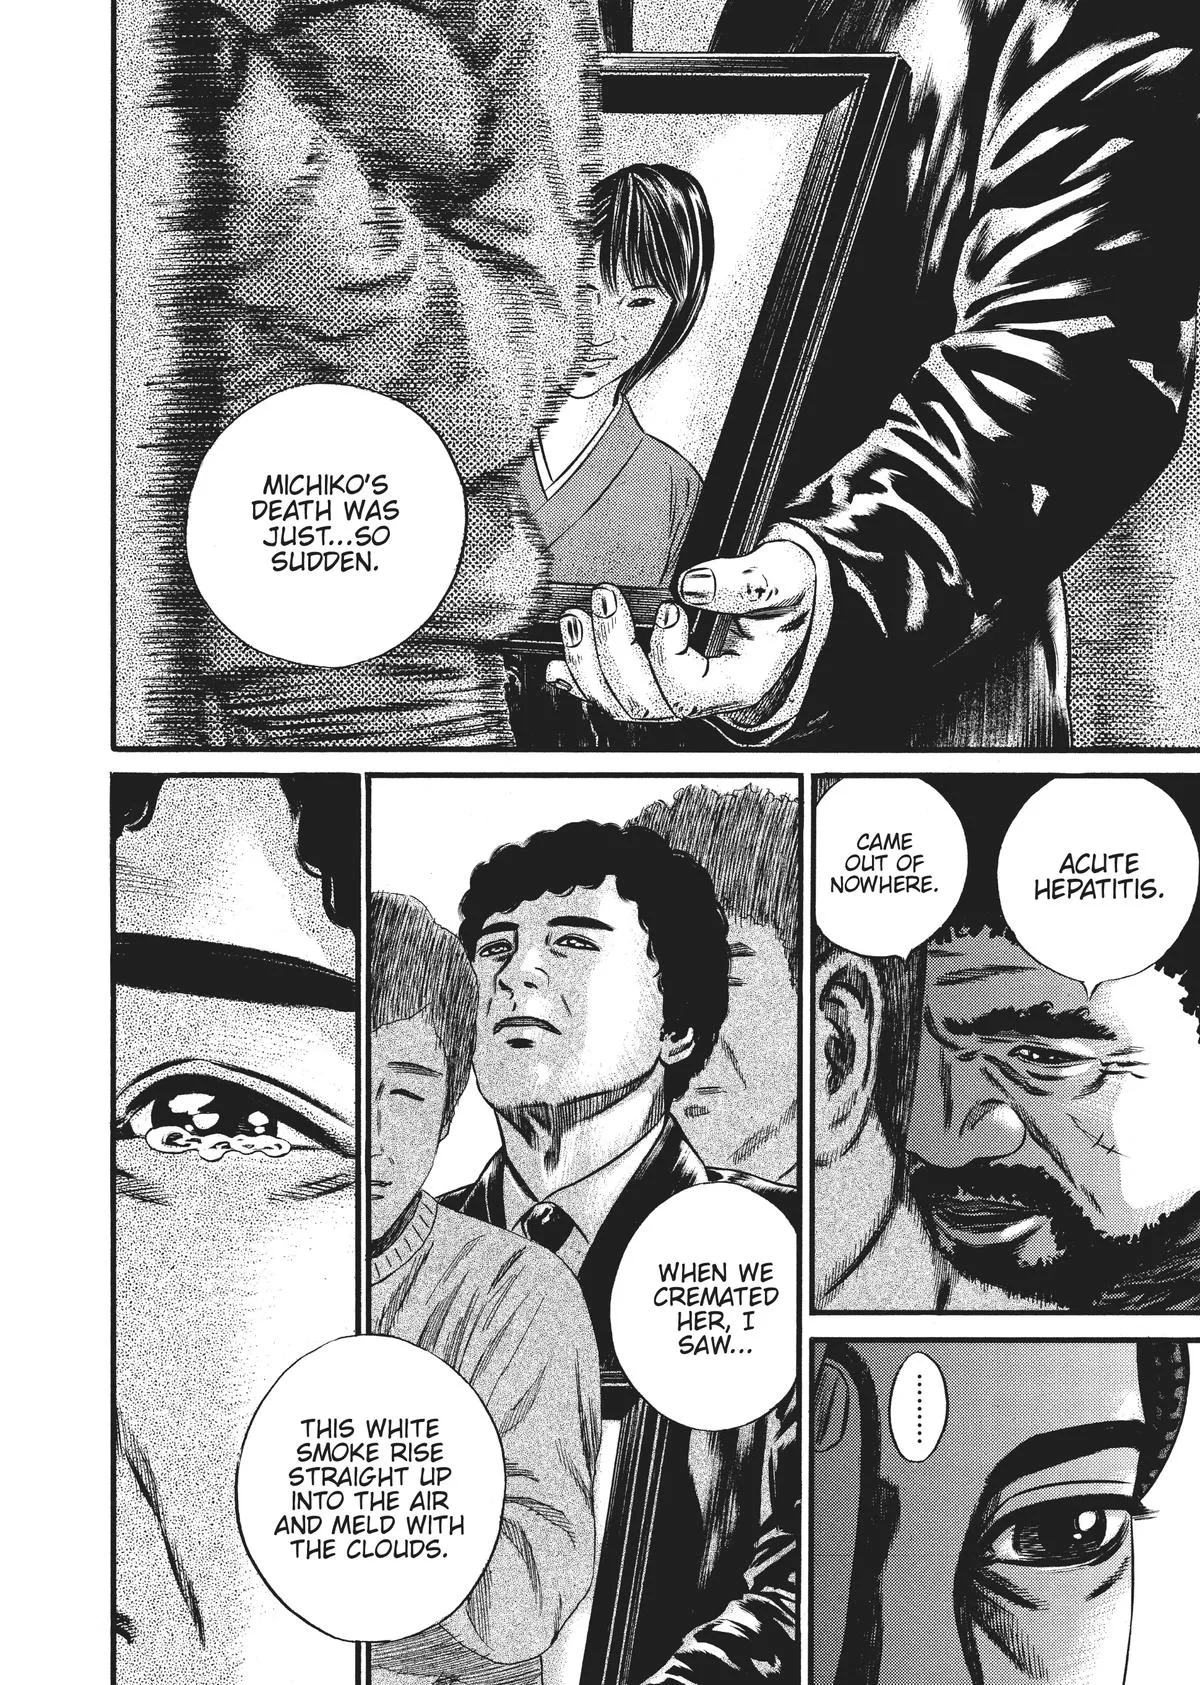 MICHIKO'S
DEATH WAS
JUST...SO
SUDDEN.
ACUTE
HEPATITIS.
CAME
OUT OF
NOWHERE.
.........
WHEN WE
CREMATED
HER, I
SAW...
THIS WHITE
SMOKE RISE
STRAIGHT UP
INTO THE AIR
AND MELD WITH
THE CLOUDS.